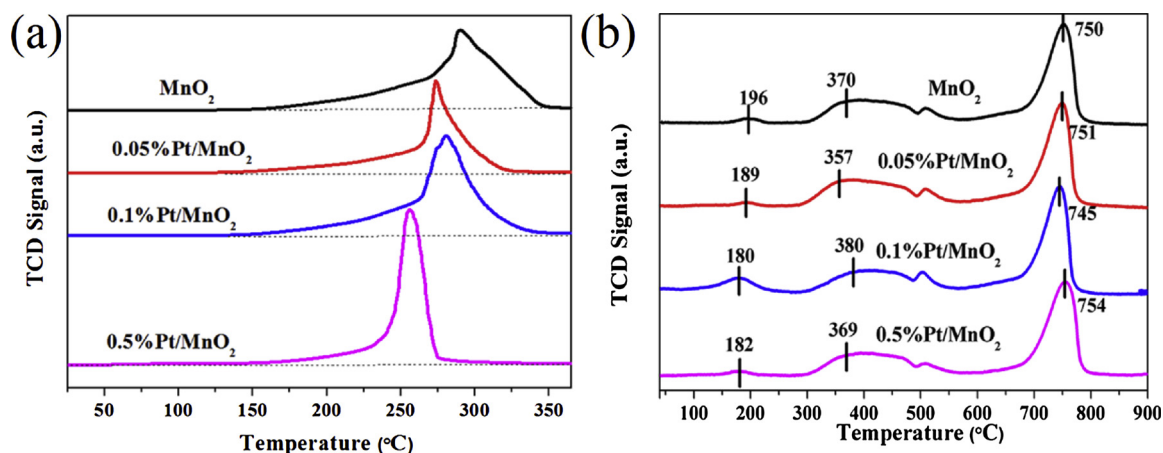 (a)
TCD Signal (a.u.)
MnO2
0.05%Pt/MnO2
0.1%Pt/MnO2
0.5%Pt/MnO2
50 100 150 200 250 300 350
Temperature (°C)
(b)
TCD Signal (a.u.)
196 370 MnO2 750
189 357 0.05%Pt/MnO2 751
180 380 0.1%Pt/MnO2 745
182 369 0.5%Pt/MnO2 754
100 200 300 400 500 600 700 800 900
Temperature (°C)